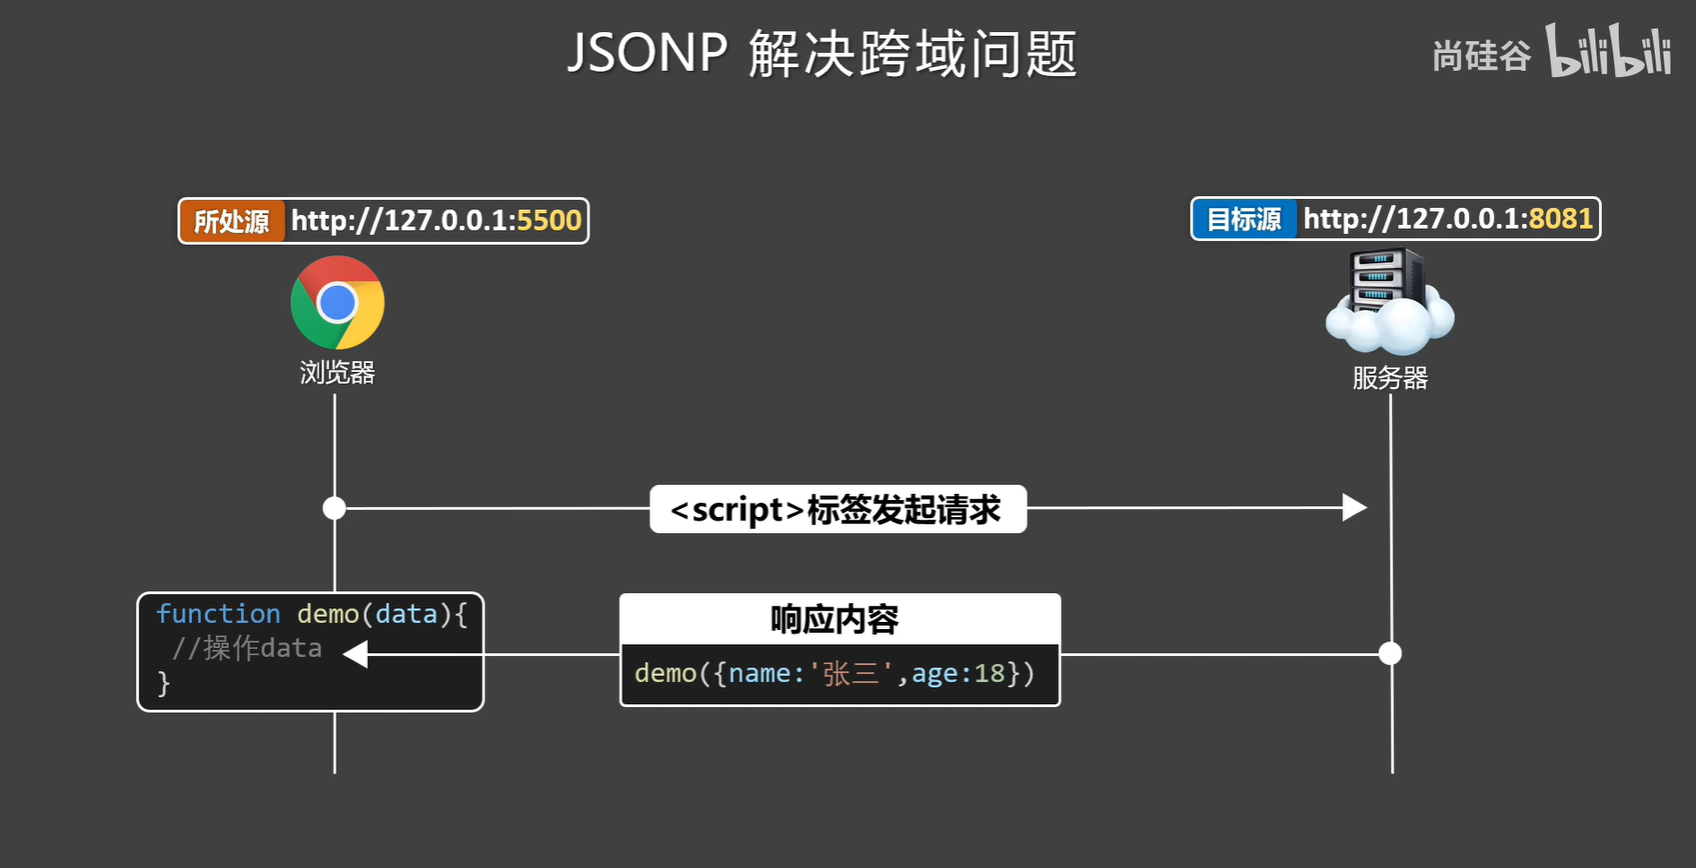 JSONP 解决跨域问题
尚硅谷 bilibili
所处源 http://127.0.0.1:5500
目标源 http://127.0.0.1:8081
浏览器
服务器
<script>标签发起请求
function demo(data){
//操作data
}
响应内容
demo({name:'张三',age:18})